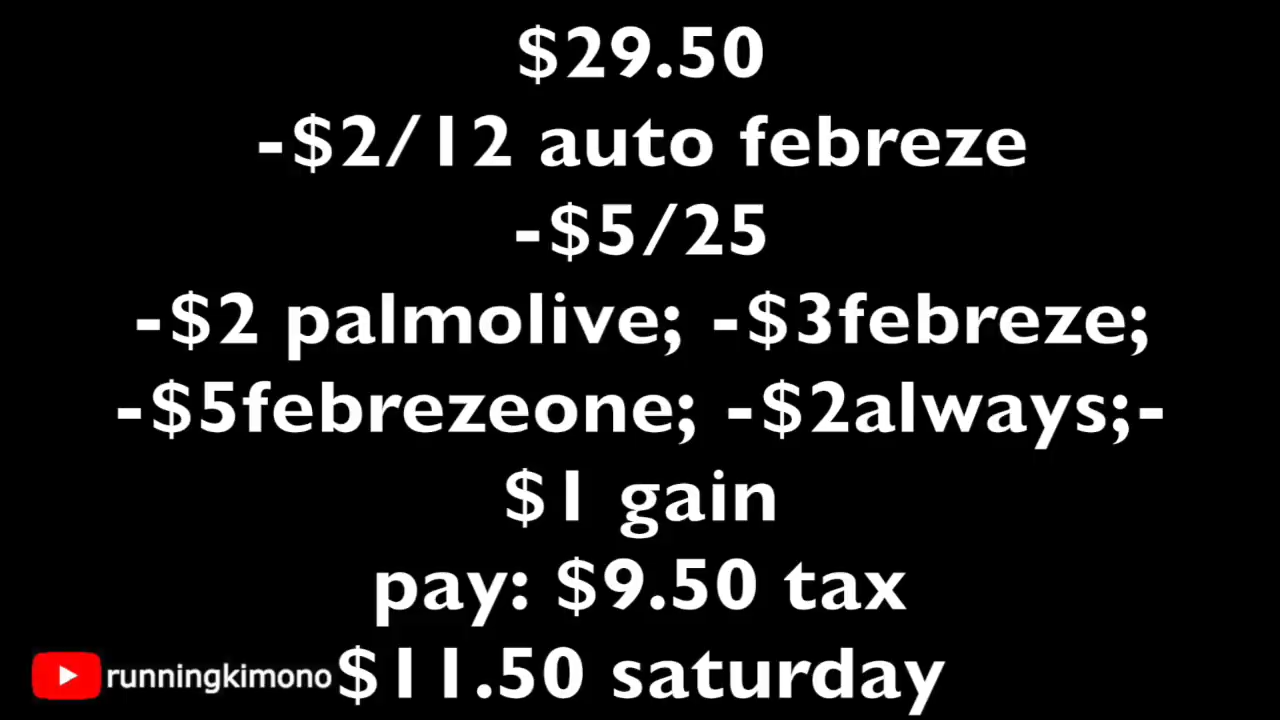 $29.50
-$2/12 auto febreze
-$5/25
-$2 palmolive; -$3febreze;
-$5febrezeone; -$2always;-
$1 gain
pay: $9.50 tax
$11.50 saturday
runningkimono